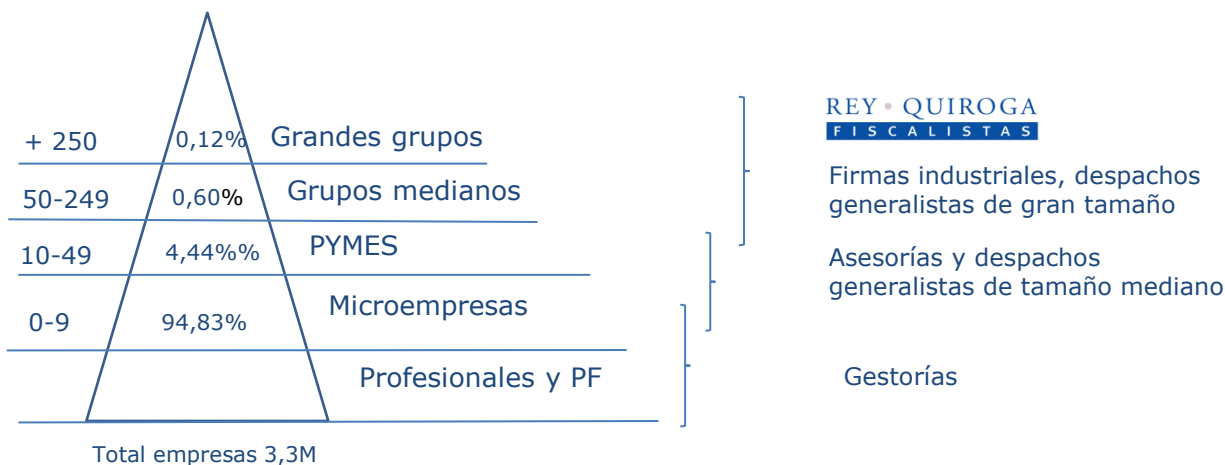 REY • QUIROGA
FISCALISTAS
+ 250 0,12% Grandes grupos
50-249 0,60% Grupos medianos
10-49 4,44%% PYMES
0-9 94,83% Microempresas
Profesionales y PF
Total empresas 3,3M
Firmas industriales, despachos
generalistas de gran tamaño
Asesorías y despachos
generalistas de tamaño mediano
Gestorías